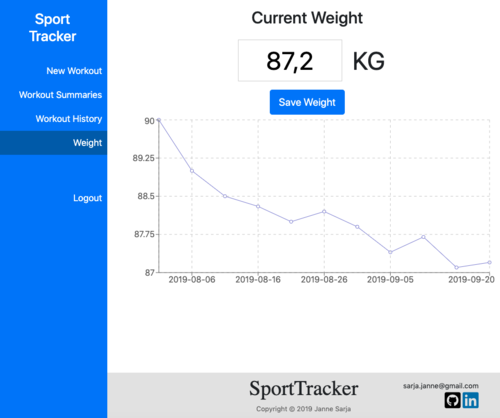 Sport
Tracker
New Workout
Workout Summaries
Workout History
Weight
Logout
Current Weight
87,2 KG
Save Weight
90
89.25
88.5
87.75
87
2019-08-06 2019-08-16 2019-08-26 2019-09-05 2019-09-20
SportTracker
Copyright © 2019 Janne Sarja
sarja.janne@gmail.com
in